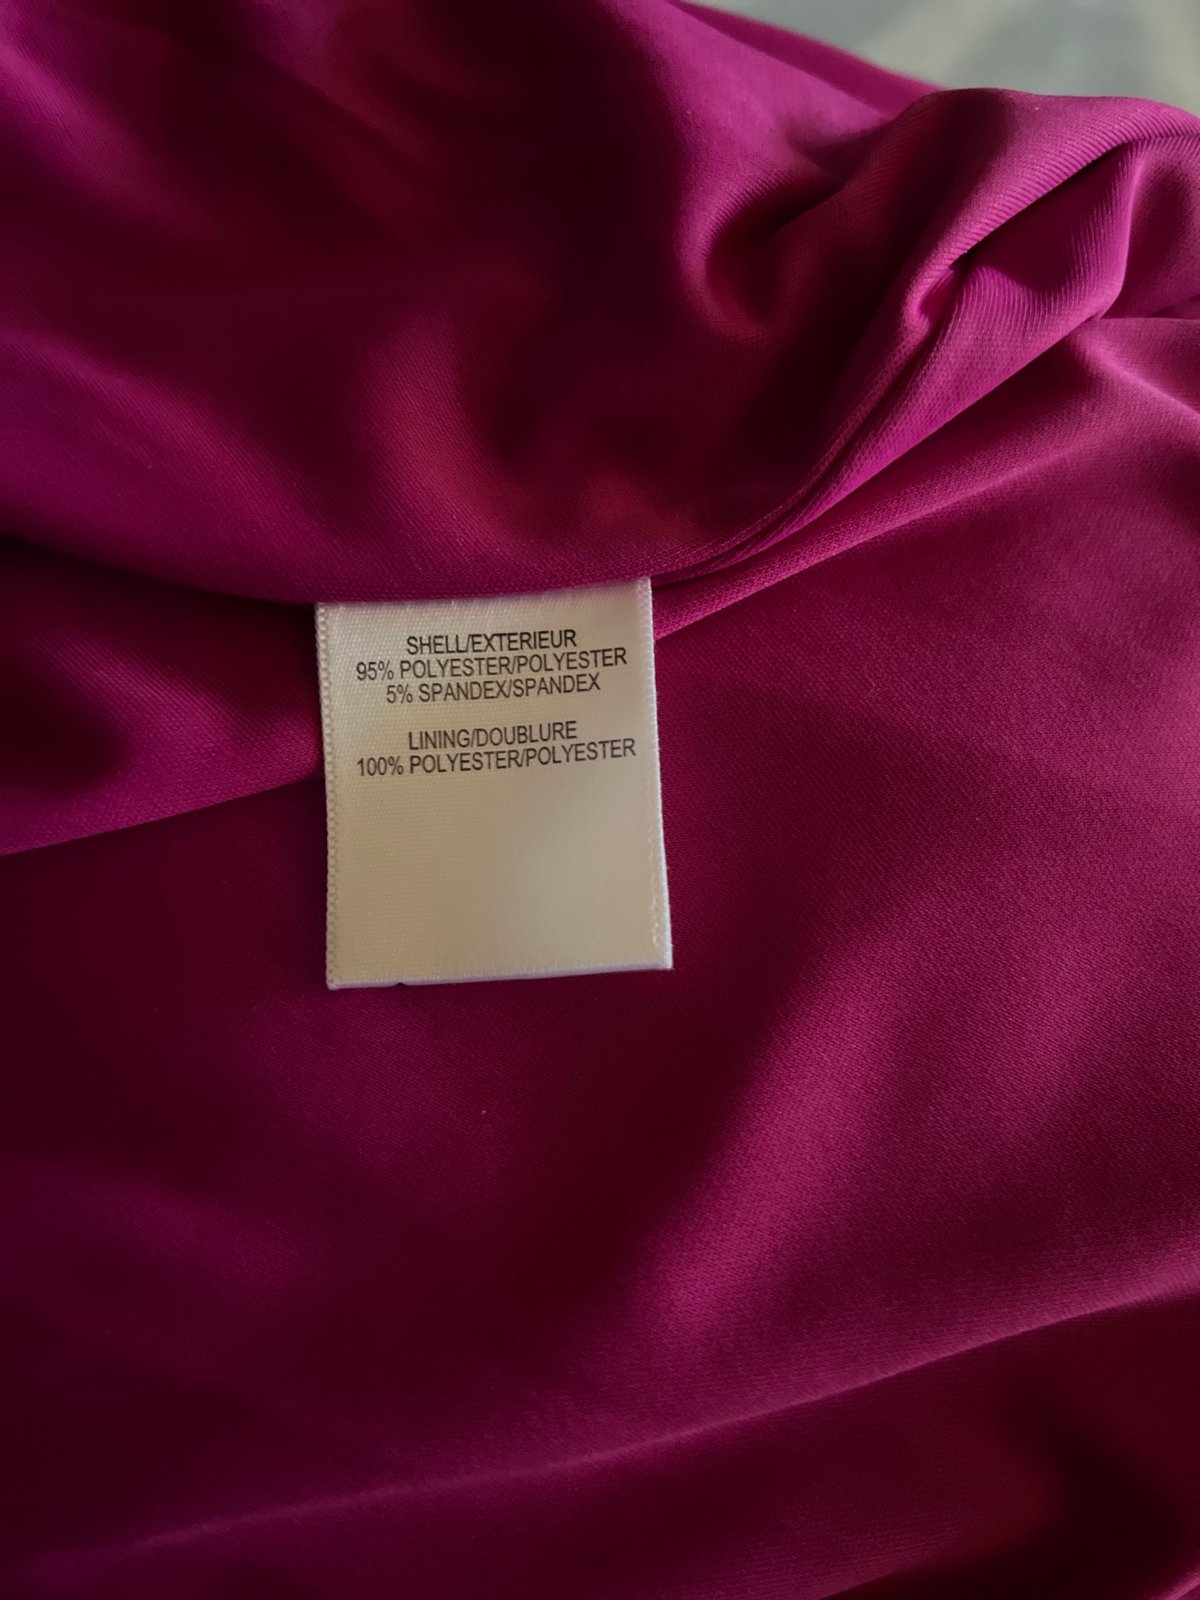 SHELL/EXTERIEUR
95% POLYESTER/POLYESTER
5% SPANDEX/SPANDEX
LINING/DOUBLURE
100% POLYESTER/POLYESTER